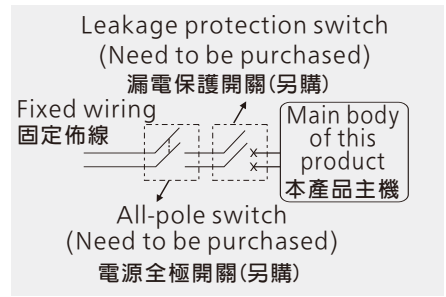 Leakage protection switch
(Need to be purchased)
漏電保護開關(另購)
Fixed wiring
固定佈線
Main body
of this
product
本產品主機
All-pole switch
(Need to be purchased)
電源全極開關(另購)